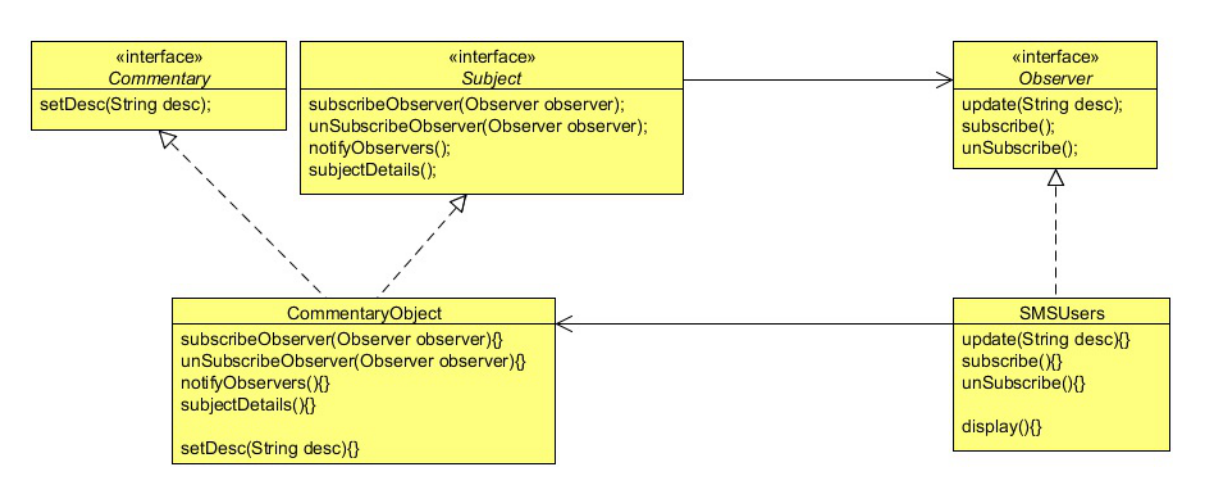 «interface»
Commentary
setDesc(String desc);
«interface»
Subject
subscribeObserver(Observer observer);
unSubscribeObserver(Observer observer);
notifyObservers();
subjectDetails();
«interface»
Observer
update(String desc);
subscribe();
unSubscribe();
CommentaryObject
subscribeObserver(Observer observer){}
unSubscribeObserver(Observer observer){}
notifyObservers(){}
subjectDetails(){}
setDesc(String desc){}
SMSUsers
update(String desc){}
subscribe(){}
unSubscribe(){}
display(){}